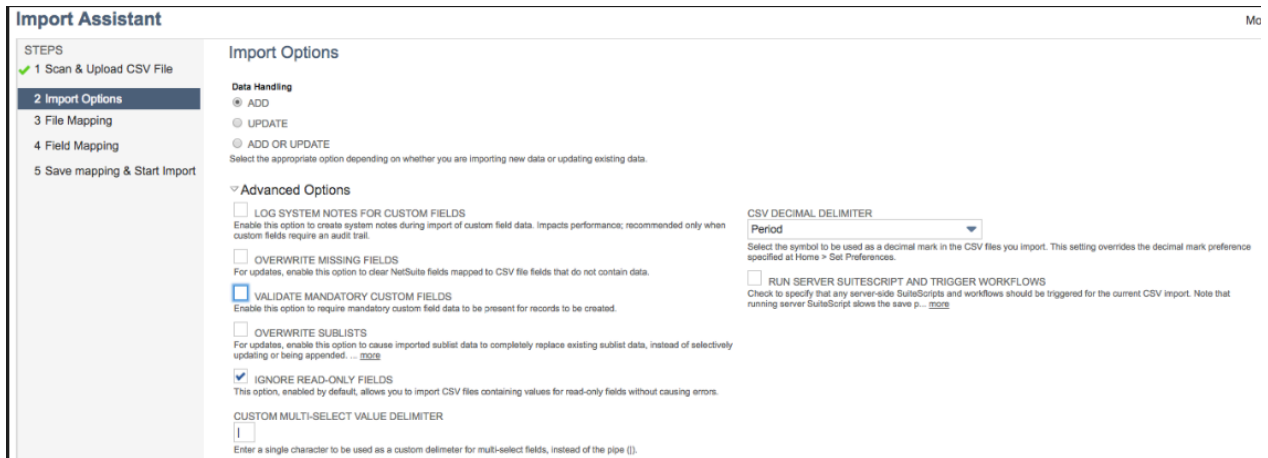 Import Assistant
Mo
STEPS
1 Scan & Upload CSV File
2 Import Options
3 File Mapping
4 Field Mapping
5 Save mapping & Start Import
Import Options
Data Handling
ADD
UPDATE
ADD OR UPDATE
Select the appropriate option depending on whether you are importing new data or updating existing data.
Advanced Options
LOG SYSTEM NOTES FOR CUSTOM FIELDS
Enable this option to create system notes during import of custom field data. Impacts performance; recommended only when
custom fields require an audit trail.
OVERWRITE MISSING FIELDS
For updates, enable this option to clear NetSuite fields mapped to CSV file fields that do not contain data.
VALIDATE MANDATORY CUSTOM FIELDS
Enable this option to require mandatory custom field data to be present for records to be created.
OVERWRITE SUBLISTS
For updates, enable this option to cause imported sublist data to completely replace existing sublist data, instead of selectively
updating or being appended. ... more
IGNORE READ-ONLY FIELDS
This option, enabled by default, allows you to import CSV files containing values for read-only fields without causing errors.
CUSTOM MULTI-SELECT VALUE DELIMITER
|
Enter a single character to be used as a custom delimeter for multi-select fields, instead of the pipe (|).
CSV DECIMAL DELIMITER
Period
Select the symbol to be used as a decimal mark in the CSV files you import. This setting overrides the decimal mark preference
specified at Home > Set Preferences.
RUN SERVER SUITESCRIPT AND TRIGGER WORKFLOWS
Check to specify that any server-side SuiteScripts and workflows should be triggered for the current CSV import. Note that
running server SuiteScript slows the save p... more